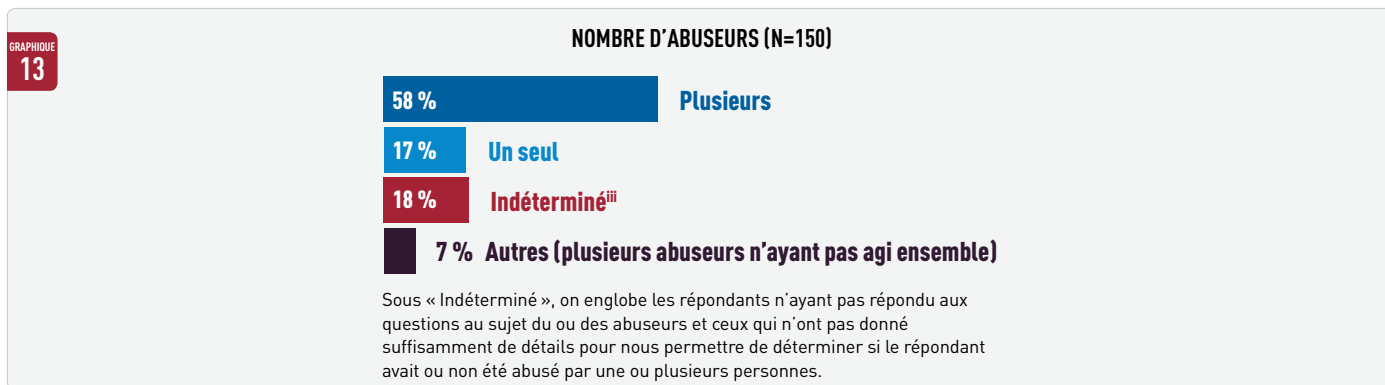 GRAPHIQUE
13
NOMBRE D’ABUSEURS (N=150)
58 % Plusieurs
17 % Un seul
18 % Indéterminéⁱⁱⁱ
7 % Autres (plusieurs abuseurs n’ayant pas agi ensemble)
Sous « Indéterminé », on englobe les répondants n’ayant pas répondu aux
questions au sujet du ou des abuseurs et ceux qui n’ont pas donné
suffisamment de détails pour nous permettre de déterminer si le répondant
avait ou non été abusé par une ou plusieurs personnes.